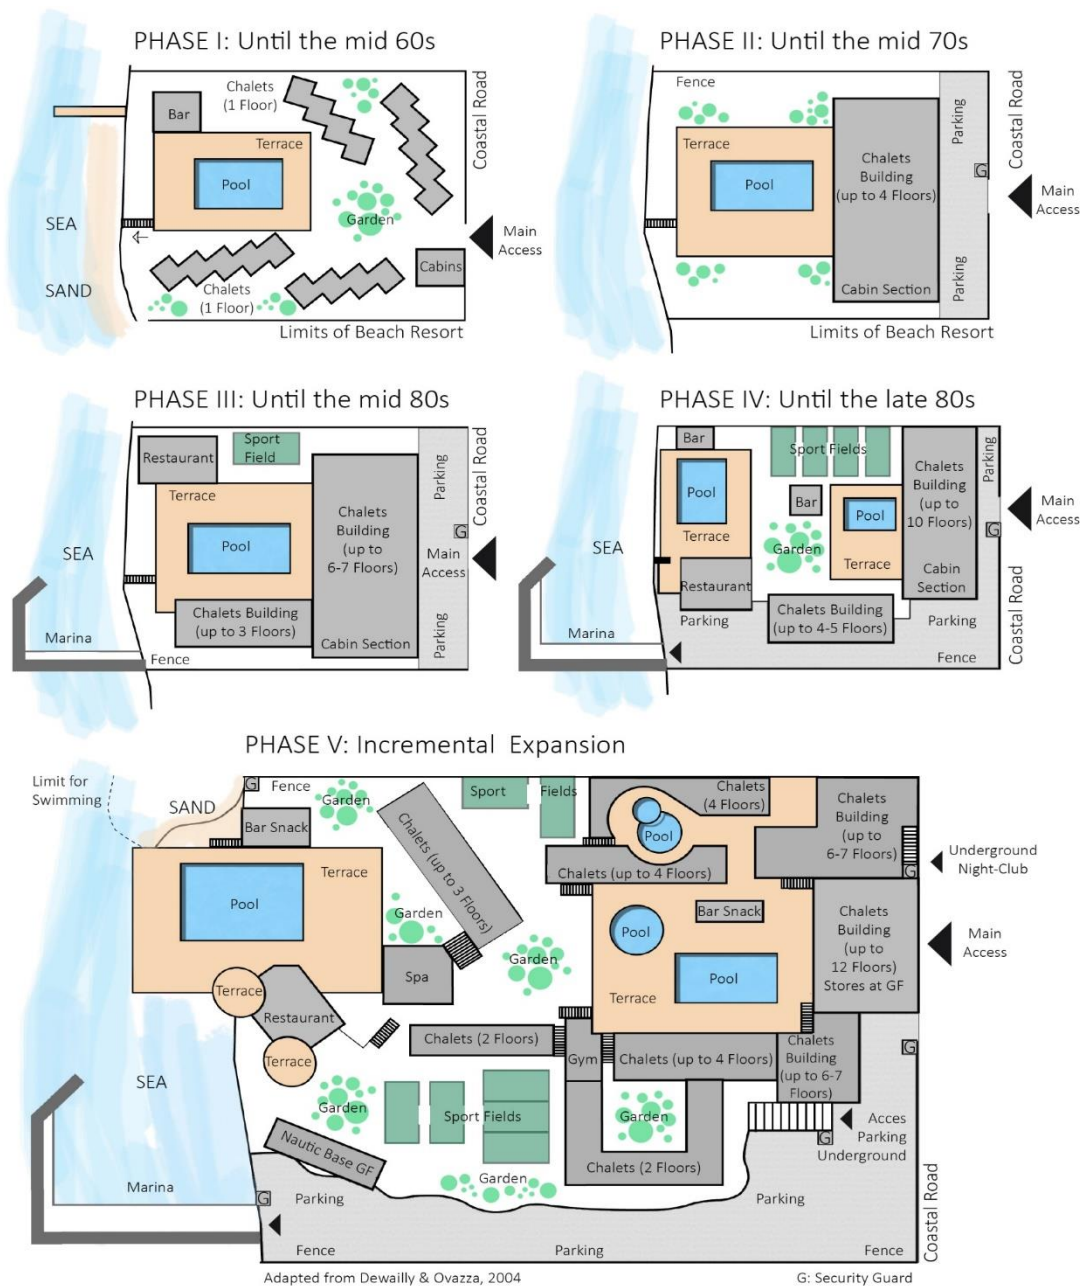 PHASE I: Until the mid 60s
Chalets
(1 Floor)
Bar
Terrace
Pool
Garden
Coastal Road
SEA
SAND
Main
Access
Cabins
Chalets
(1 Floor)
Limits of Beach Resort
PHASE II: Until the mid 70s
Fence
Pool
Terrace
Chalets
Building
(up to 4 Floors)
Cabin Section
Parking
Parking
G
Coastal Road
Main
Access
Limits of Beach Resort
PHASE III: Until the mid 80s
Restaurant
Sport
Field
Terrace
Pool
Chalets
Building
(up to
6-7 Floors)
Parking
G
Coastal Road
SEA
Main
Access
Chalets Building
(up to 3 Floors)
Cabin Section
Parking
Marina
Fence
PHASE IV: Until the late 80s
Bar
Sport Fields
Pool
Bar
Pool
Terrace
Garden
Terrace
Chalets
Building
(up to
10 Floors)
Cabin
Section
Parking
G
Main
Access
SEA
Restaurant
Parking
Chalets Building
(up to 4-5 Floors)
Parking
Marina
Fence
Coastal Road
PHASE V: Incremental Expansion
Limit for
Swimming
SAND
G
Fence
Garden
Sport Fields
Chalets
(4 Floors)
Pool
Chalets
Building
(up to
6-7 Floors)
G
Underground
Night-Club
Bar Snack
Terrace
Pool
Chalets (up to 3 Floors)
Chalets (up to 4 Floors)
Garden
Bar Snack
Pool
Chalets
Building
(up to
12 Floors)
Stores at GF
Main
Access
Spa
Garden
Pool
Terrace
Terrace
Restaurant
Terrace
Chalets (2 Floors)
Gym
Chalets (up to 4 Floors)
Chalets
Building
(up to 6-7
Floors)
G
SEA
Garden
Sport Fields
Garden
Acces
Parking
Underground
G
Nautic Base GF
Chalets (2 Floors)
Garden
Marina
G
Parking
Parking
Coastal Road
Fence
Parking
Fence
Adapted from Dewailly & Ovazza, 2004
G: Security Guard